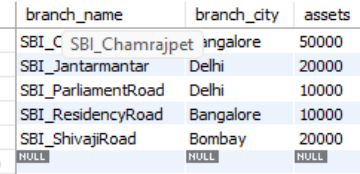 branch_name branch_city assets
SBI_C SBI_Chamrajpet angalore 50000
SBI_Jantarmantar Delhi 20000
SBI_ParliamentRoad Delhi 10000
SBI_ResidencyRoad Bangalore 10000
SBI_ShivajiRoad Bombay 20000
NULL NULL NULL